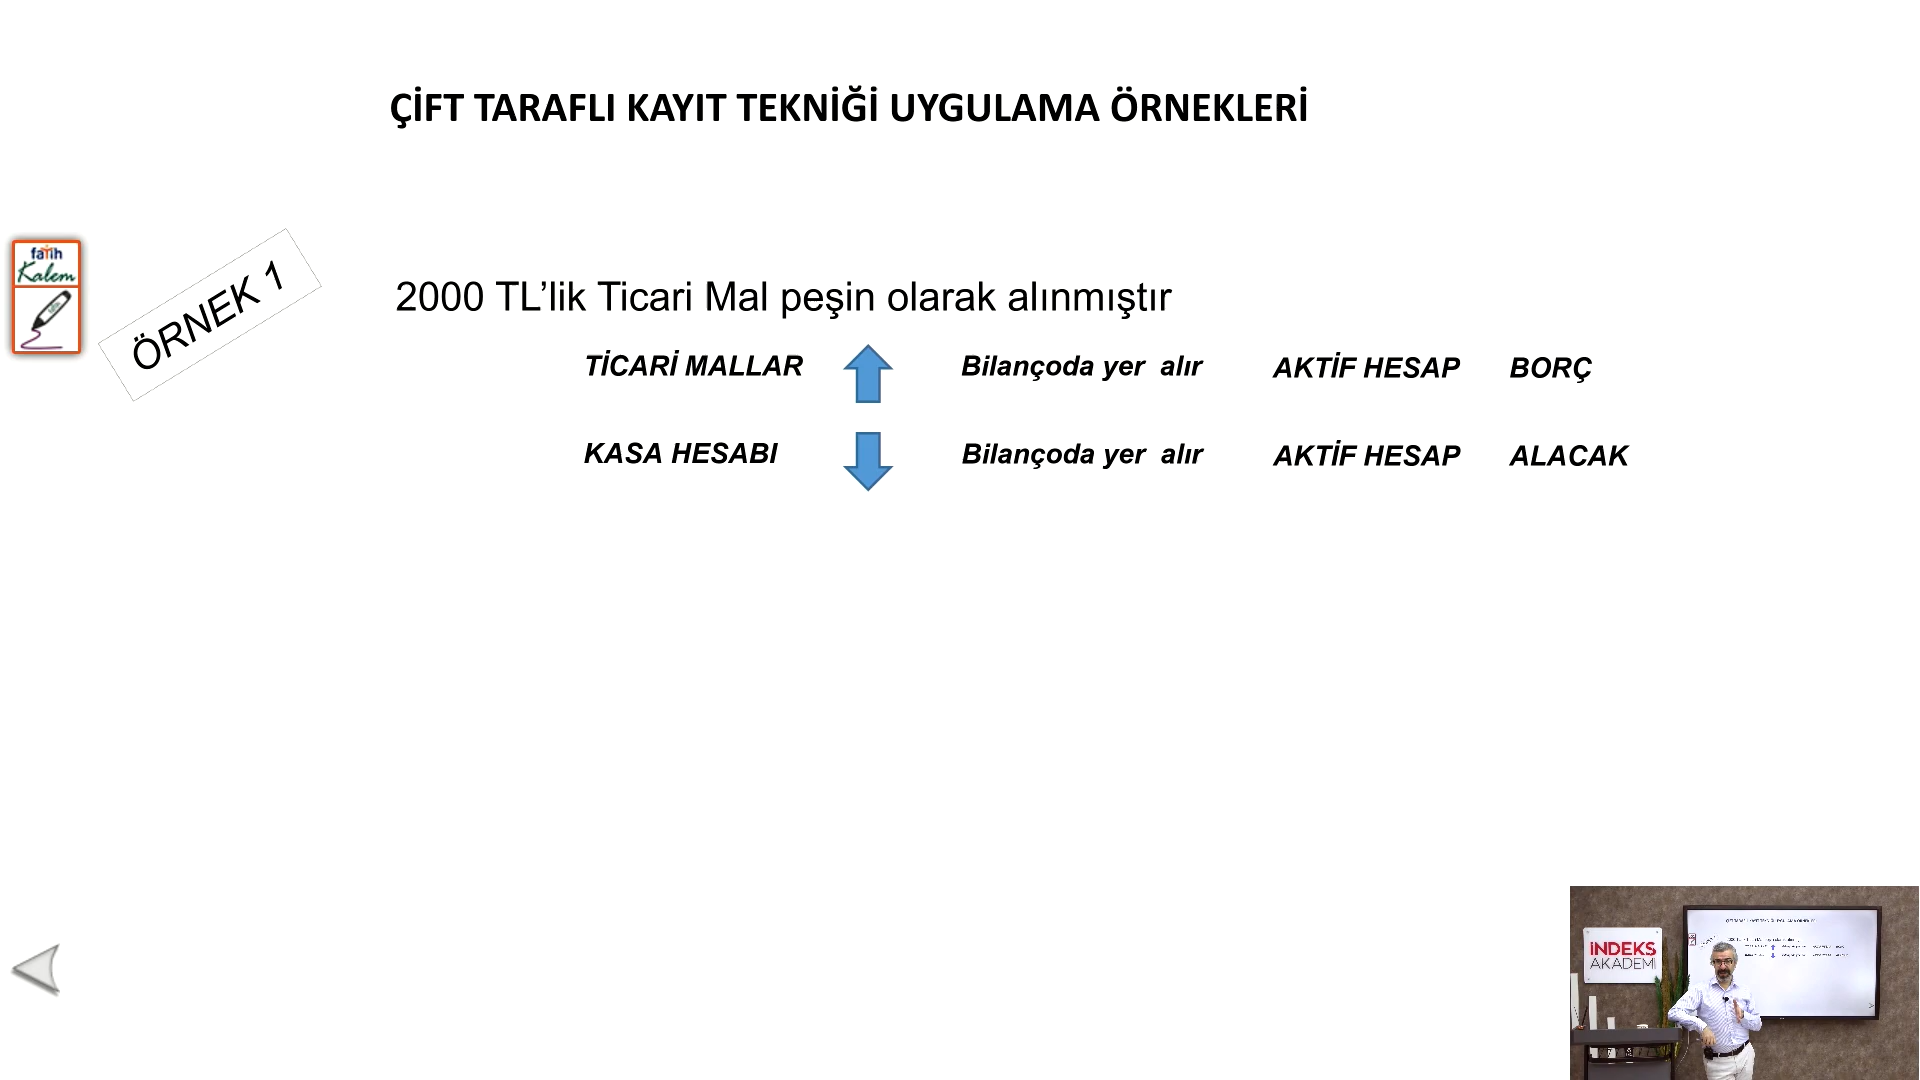 ÇİFT TARAFLI KAYIT TEKNİĞİ UYGULAMA ÖRNEKLERİ
fatih
Kalem
ÖRNEK 1
2000 TL’lik Ticari Mal peşin olarak alınmıştır
TİCARİ MALLAR Bilançoda yer alır AKTİF HESAP BORÇ
KASA HESABI Bilançoda yer alır AKTİF HESAP ALACAK
İNDEKS
AKADEMİ